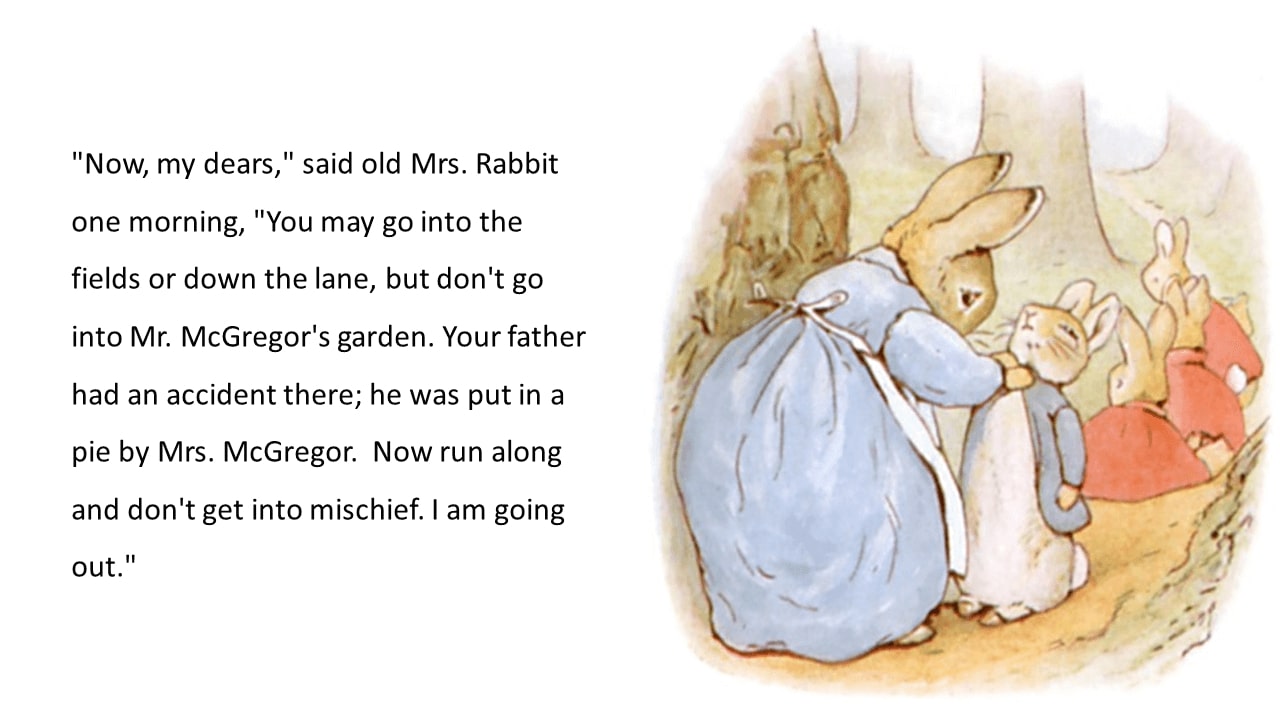 "Now, my dears," said old Mrs. Rabbit
one morning, "You may go into the
fields or down the lane, but don't go
into Mr. McGregor's garden. Your father
had an accident there; he was put in a
pie by Mrs. McGregor.  Now run along
and don't get into mischief. I am going
out."